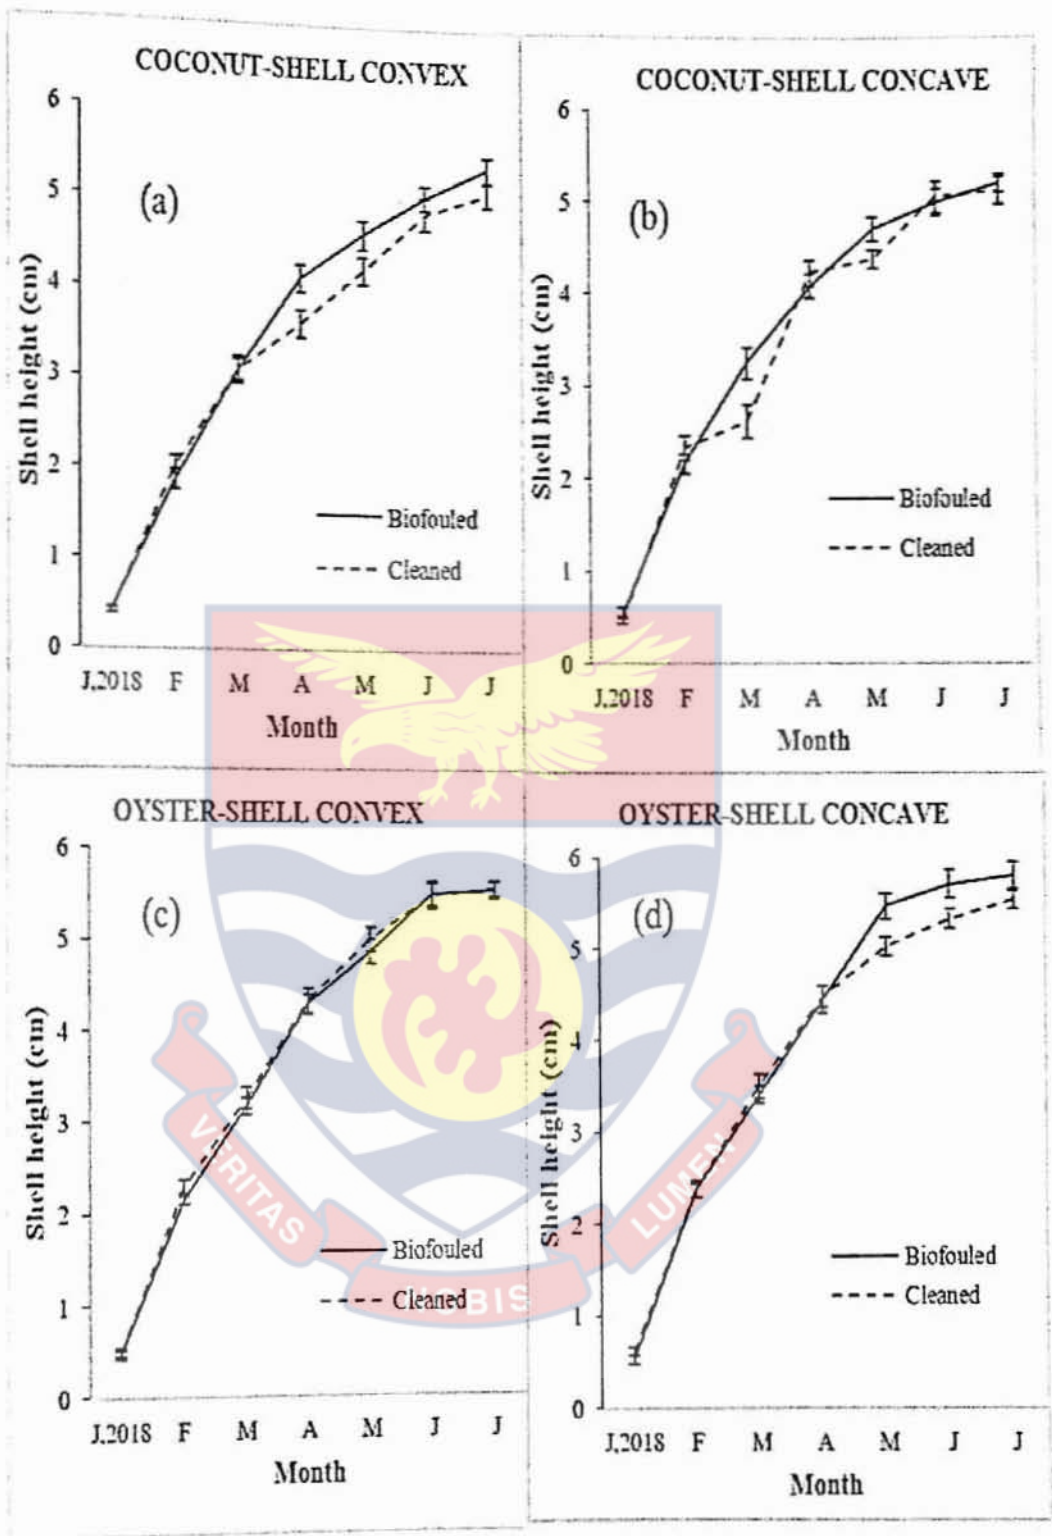 COCONUT-SHELL CONVEX
6
5
4
3
2
1
0
(a)
Shell height (cm)
Biofouled
Cleaned
J,2018 F M A M J J
Month
COCONUT-SHELL CONCAVE
6
5
4
3
2
1
0
(b)
Shell height (cm)
Biofouled
Cleaned
J,2018 F M A M J J
Month
OYSTER-SHELL CONVEX
6
5
4
3
2
1
0
(c)
Shell height (cm)
Biofouled
Cleaned
J,2018 F M A M J J
Month
OYSTER-SHELL CONCAVE
6
5
4
3
2
1
0
(d)
Shell height (cm)
Biofouled
Cleaned
J,2018 F M A M J J
Month
VERITAS
NOBIS
LUMEN